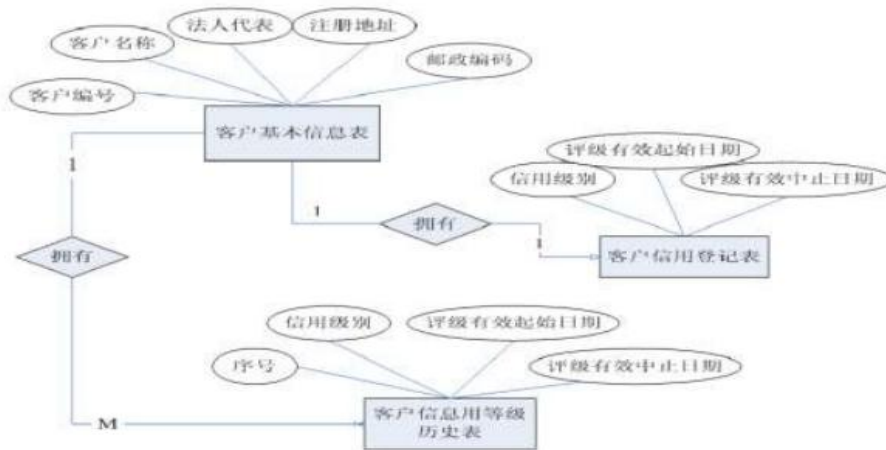 法人代表
注册地址
客户名称
邮政编码
客户编号
客户基本信息表
1
评级有效起始日期
信用级别
评级有效中止日期
1
拥有
1
拥有
客户信用登记表
信用级别
评级有效起始日期
序号
评级有效中止日期
客户信息用等级
历史表
M